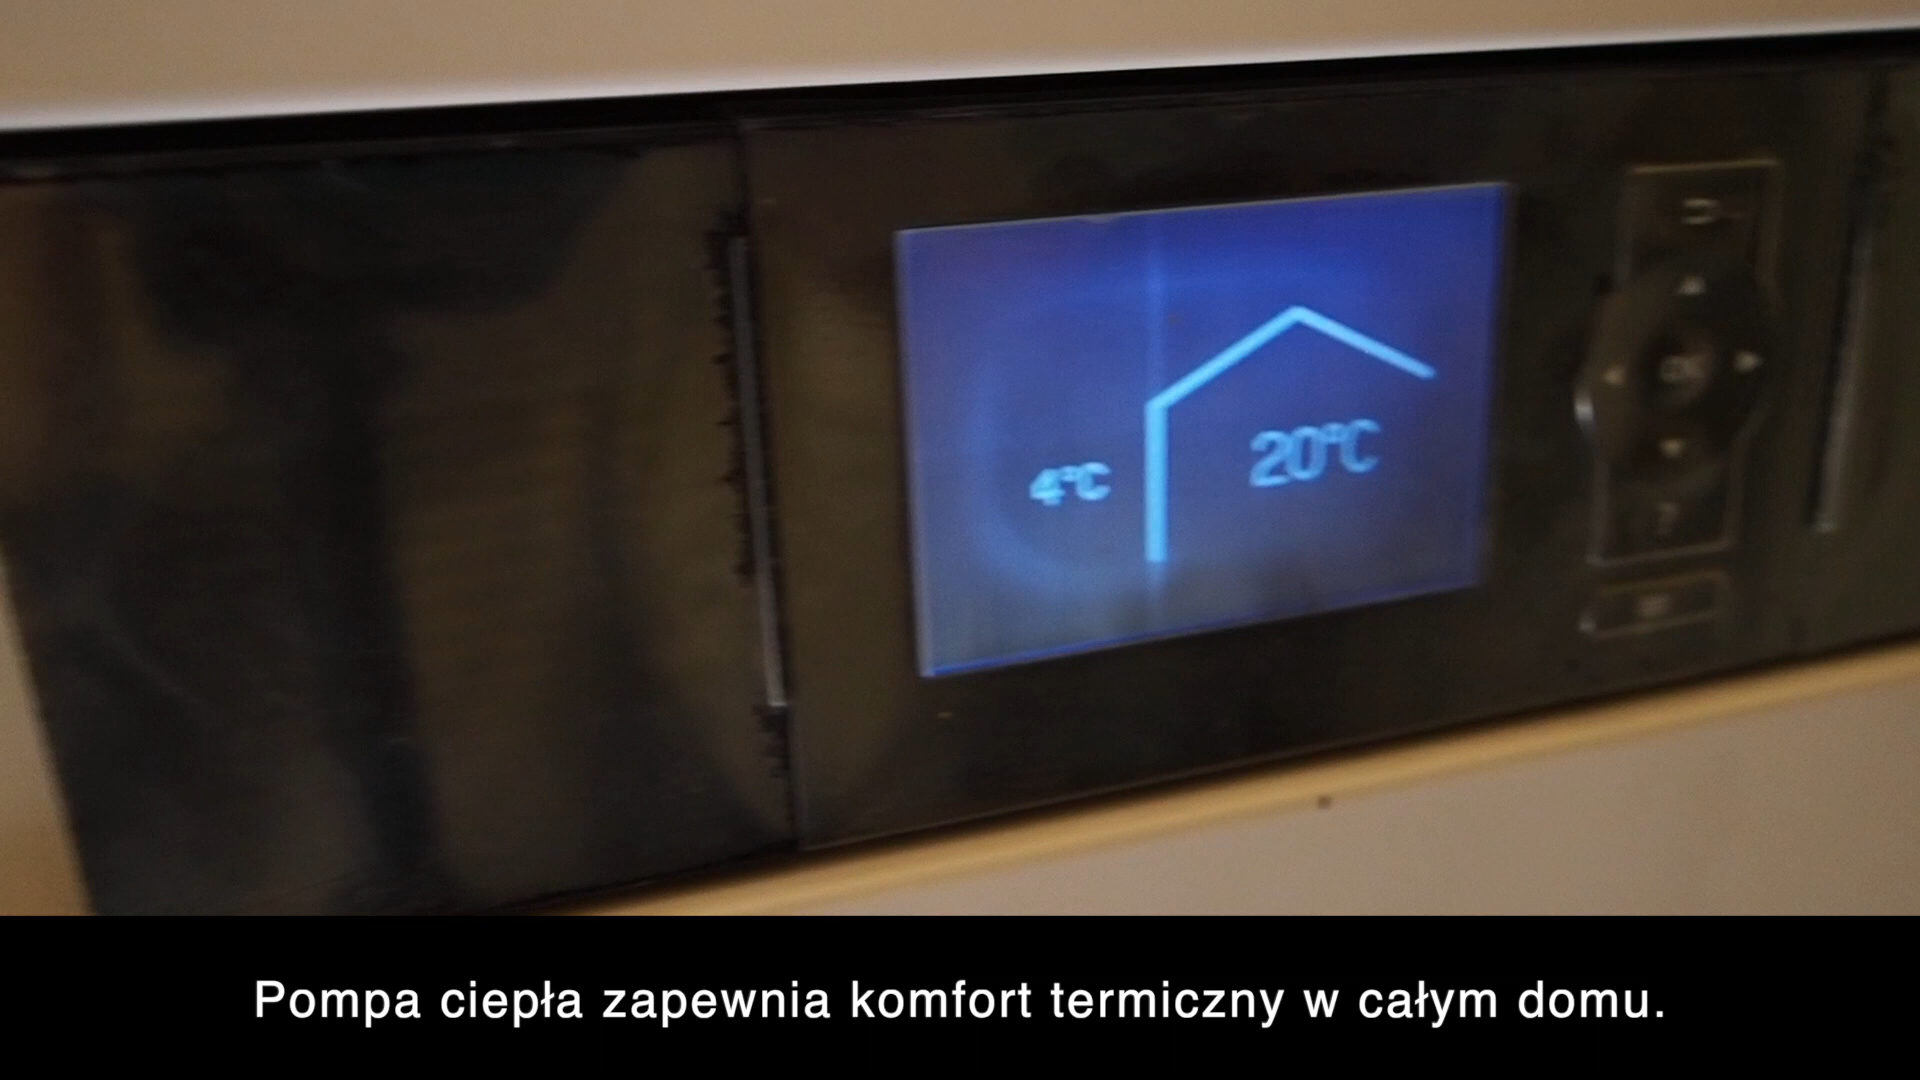 4°C
20°C
OK
?
Pompa ciepła zapewnia komfort termiczny w całym domu.